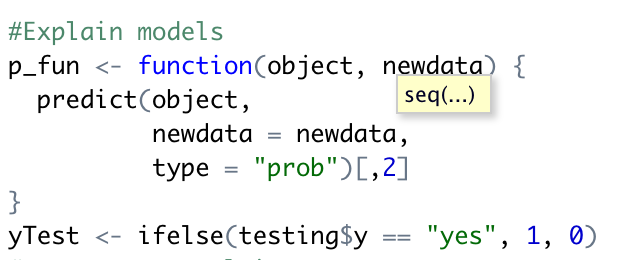 #Explain models
p_fun <- function(object, newdata) {
seq(...)
  predict(object,
          newdata = newdata,
          type = "prob")[,2]
}
yTest <- ifelse(testing$y == "yes", 1, 0)